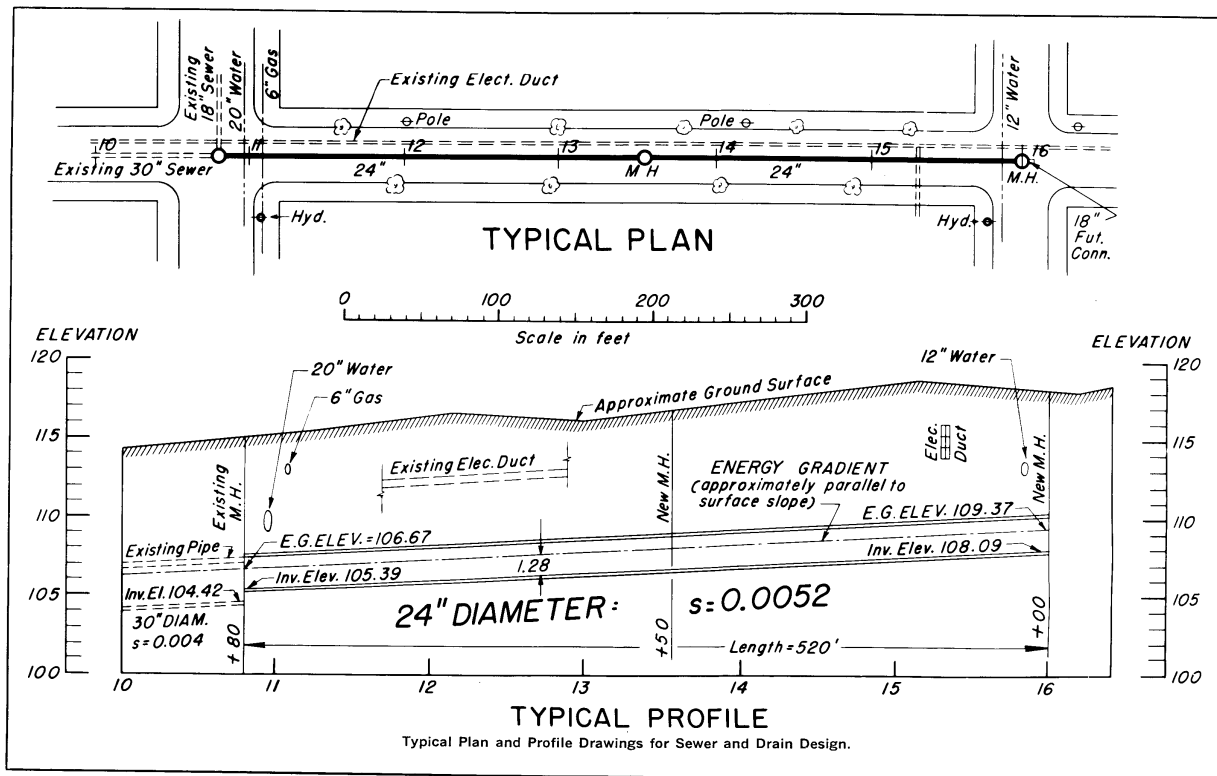 Existing
18" Sewer
20" Water
6" Gas
Existing Elect. Duct
12" Water
Pole
Pole
10
11
12
13
14
15
16
Existing 30" Sewer
24"
M.H.
24"
M.H.
Hyd.
Hyd.
18"
Fut.
Conn.
TYPICAL PLAN
0
100
200
300
Scale in feet
ELEVATION
ELEVATION
120
115
110
105
100
120
115
110
105
100
20" Water
6" Gas
12" Water
Approximate Ground Surface
Existing
M.H.
Existing Elec. Duct
New M.H.
Elec.
Duct
New M.H.
ENERGY GRADIENT
(approximately parallel to
surface slope)
E.G. ELEV. 109.37
Existing Pipe
E.G. ELEV. = 106.67
Inv. Elev. 108.09
1.28
Inv. El. 104.42
Inv. Elev. 105.39
30" DIAM.
s = 0.004
24" DIAMETER: s = 0.0052
+80
+50
+00
Length = 520'
10
11
12
13
14
15
16
TYPICAL PROFILE
Typical Plan and Profile Drawings for Sewer and Drain Design.